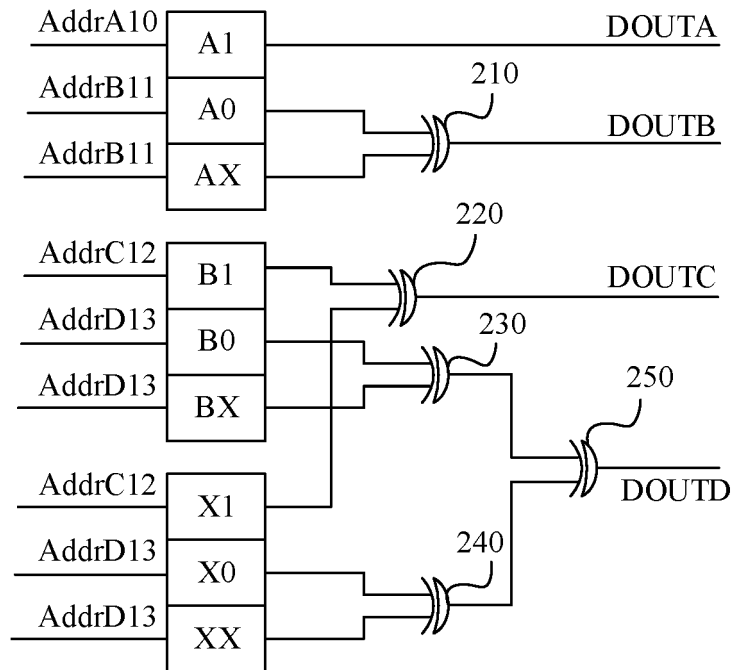 AddrA10 A1 DOUTA
210
AddrB11 A0 DOUTB
AddrB11 AX
220
AddrC12 B1 DOUTC
AddrD13 B0 230
AddrD13 BX 250
AddrC12 X1 DOUTD
AddrD13 X0 240
AddrD13 XX